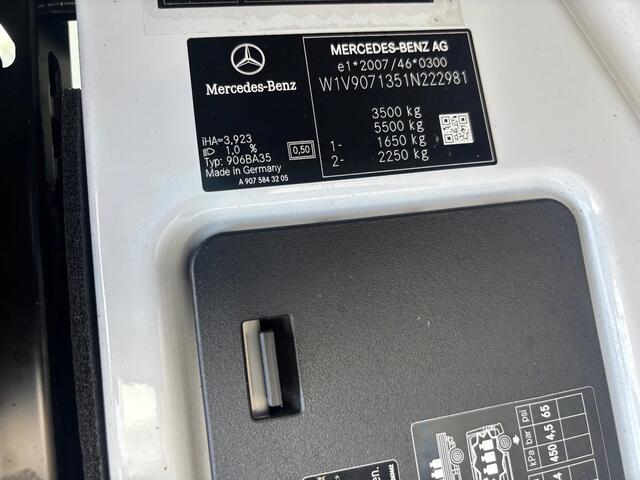 MERCEDES-BENZ AG
e1*2007/46*0300
W1V9071351N222981
Mercedes-Benz
3500 kg
5500 kg
1- 1650 kg
2- 2250 kg
iHA=3,923
1,0 %
0,50
Typ: 906BA35
Made in Germany
A 907 584 32 05
psi 65
bar 4,5
kPa 450
en.